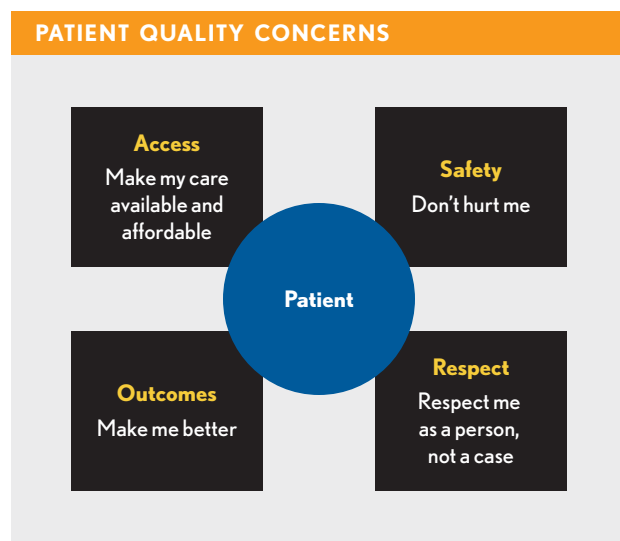 PATIENT QUALITY CONCERNS
Access
Make my care
available and
affordable
Safety
Don't hurt me
Patient
Outcomes
Make me better
Respect
Respect me
as a person,
not a case